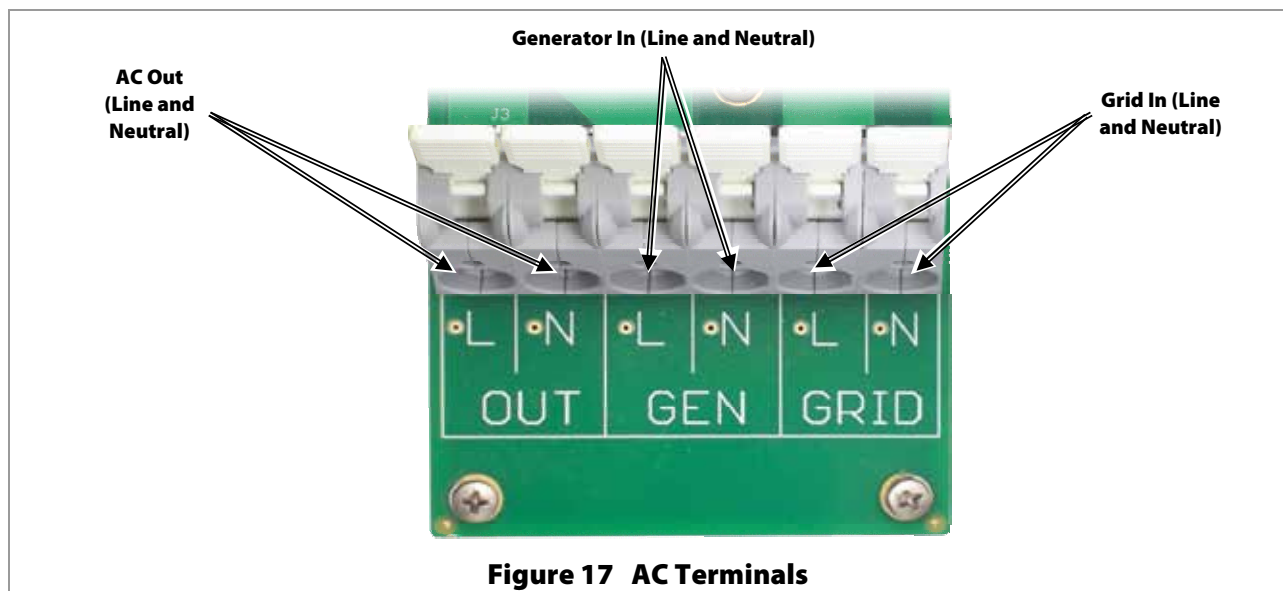 Generator In (Line and Neutral)
AC Out
(Line and
Neutral)
Grid In (Line
and Neutral)
J3
L N L N L N
OUT GEN GRID
Figure 17 AC Terminals